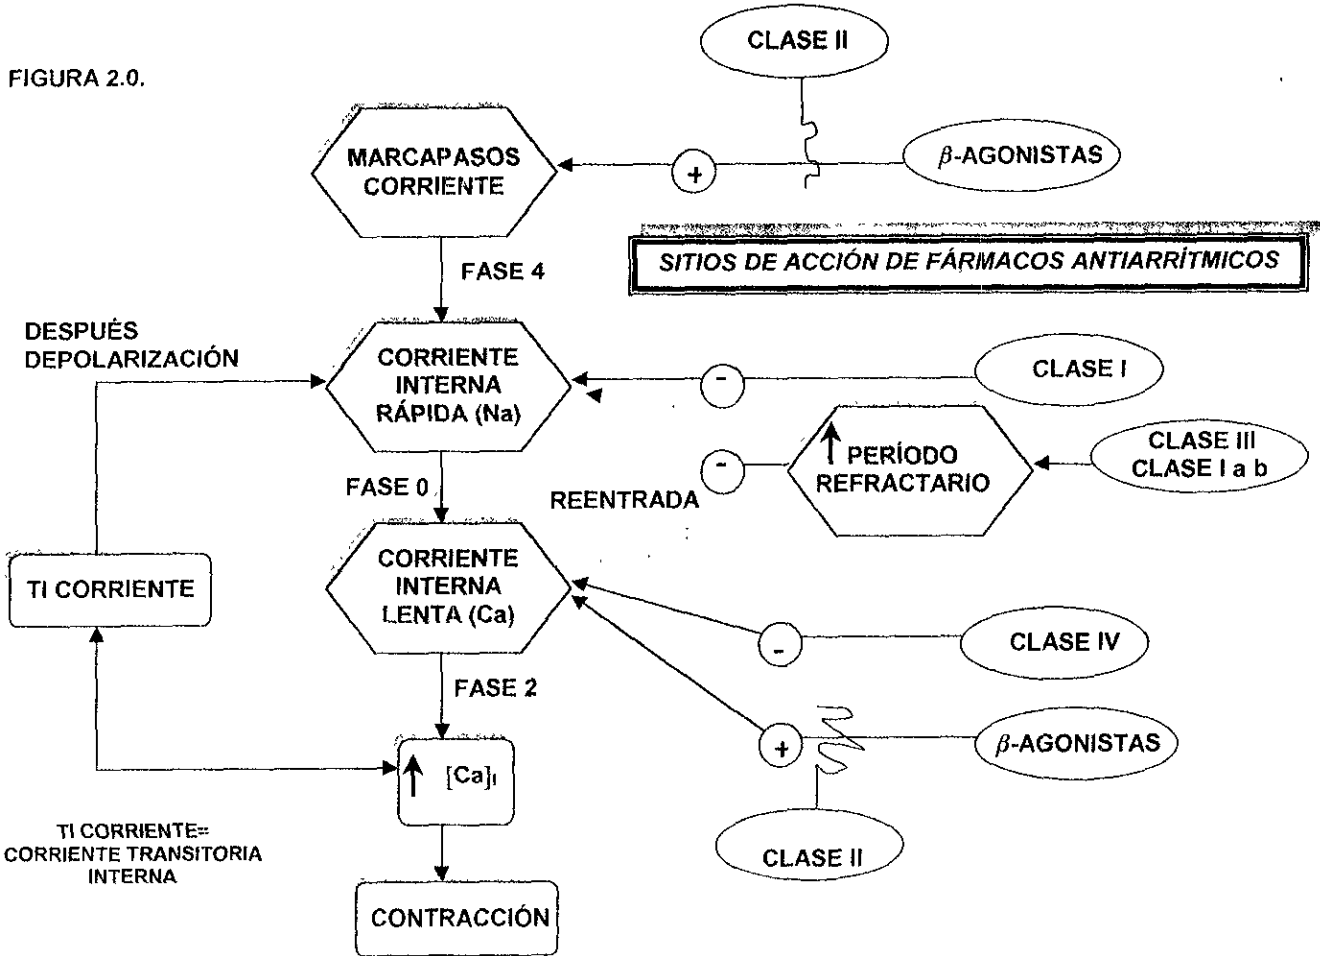 FIGURA 2.0.
CLASE II
MARCAPASOS
CORRIENTE
+
β-AGONISTAS
FASE 4
SITIOS DE ACCIÓN DE FÁRMACOS ANTIARRÍTMICOS
DESPUÉS
DEPOLARIZACIÓN
CORRIENTE
INTERNA
RÁPIDA (Na)
-
CLASE I
FASE 0
REENTRADA
-
↑ PERÍODO
REFRACTARIO
CLASE III
CLASE I a b
TI CORRIENTE
CORRIENTE
INTERNA
LENTA (Ca)
-
CLASE IV
FASE 2
+
β-AGONISTAS
↑ [Ca]I
CLASE II
TI CORRIENTE=
CORRIENTE TRANSITORIA
INTERNA
CONTRACCIÓN